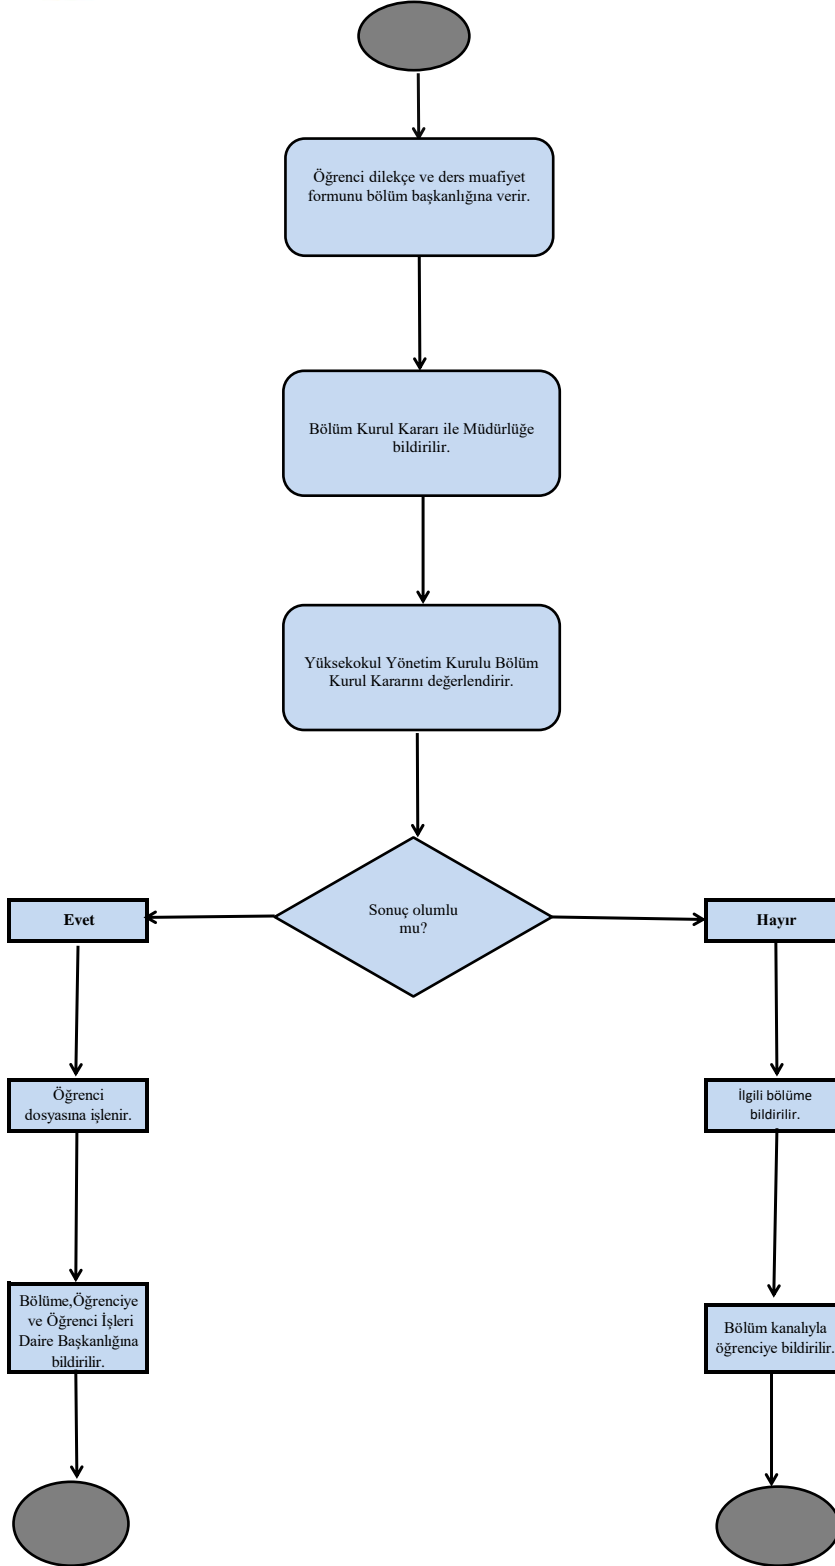 Öğrenci dilekçe ve ders muafiyet
formunu bölüm başkanlığına verir.
Bölüm Kurul Kararı ile Müdürlüğe
bildirilir.
Yüksekokul Yönetim Kurulu Bölüm
Kurul Kararını değerlendirir.
Sonuç olumlu
mu?
Evet
Hayır
Öğrenci
dosyasına işlenir.
İlgili bölüme
bildirilir.
Bölüme,Öğrenciye
ve Öğrenci İşleri
Daire Başkanlığına
bildirilir.
Bölüm kanalıyla
öğrenciye bildirilir.